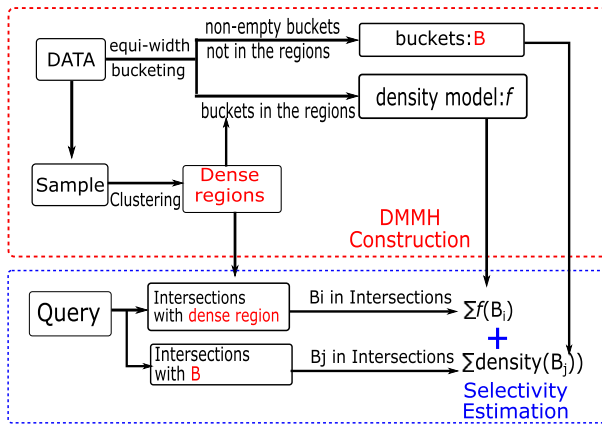 non-empty buckets
not in the regions
equi-width
bucketing
DATA
buckets:B
buckets in the regions
density model:f
Sample
Clustering
Dense
regions
DMMH
Construction
Query
Intersections
with dense region
Bi in Intersections
∑f(Bi)
+
Intersections
with B
Bj in Intersections
∑density(Bj))
Selectivity
Estimation